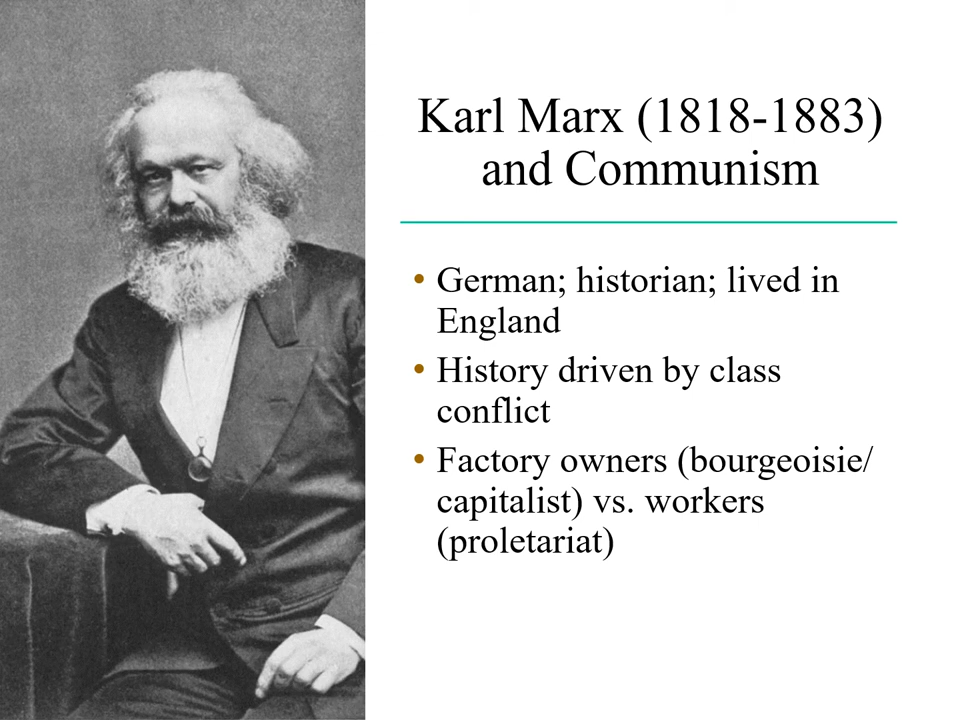 Karl Marx (1818-1883)
and Communism
• German; historian; lived in
England
• History driven by class
conflict
• Factory owners (bourgeoisie/
capitalist) vs. workers
(proletariat)